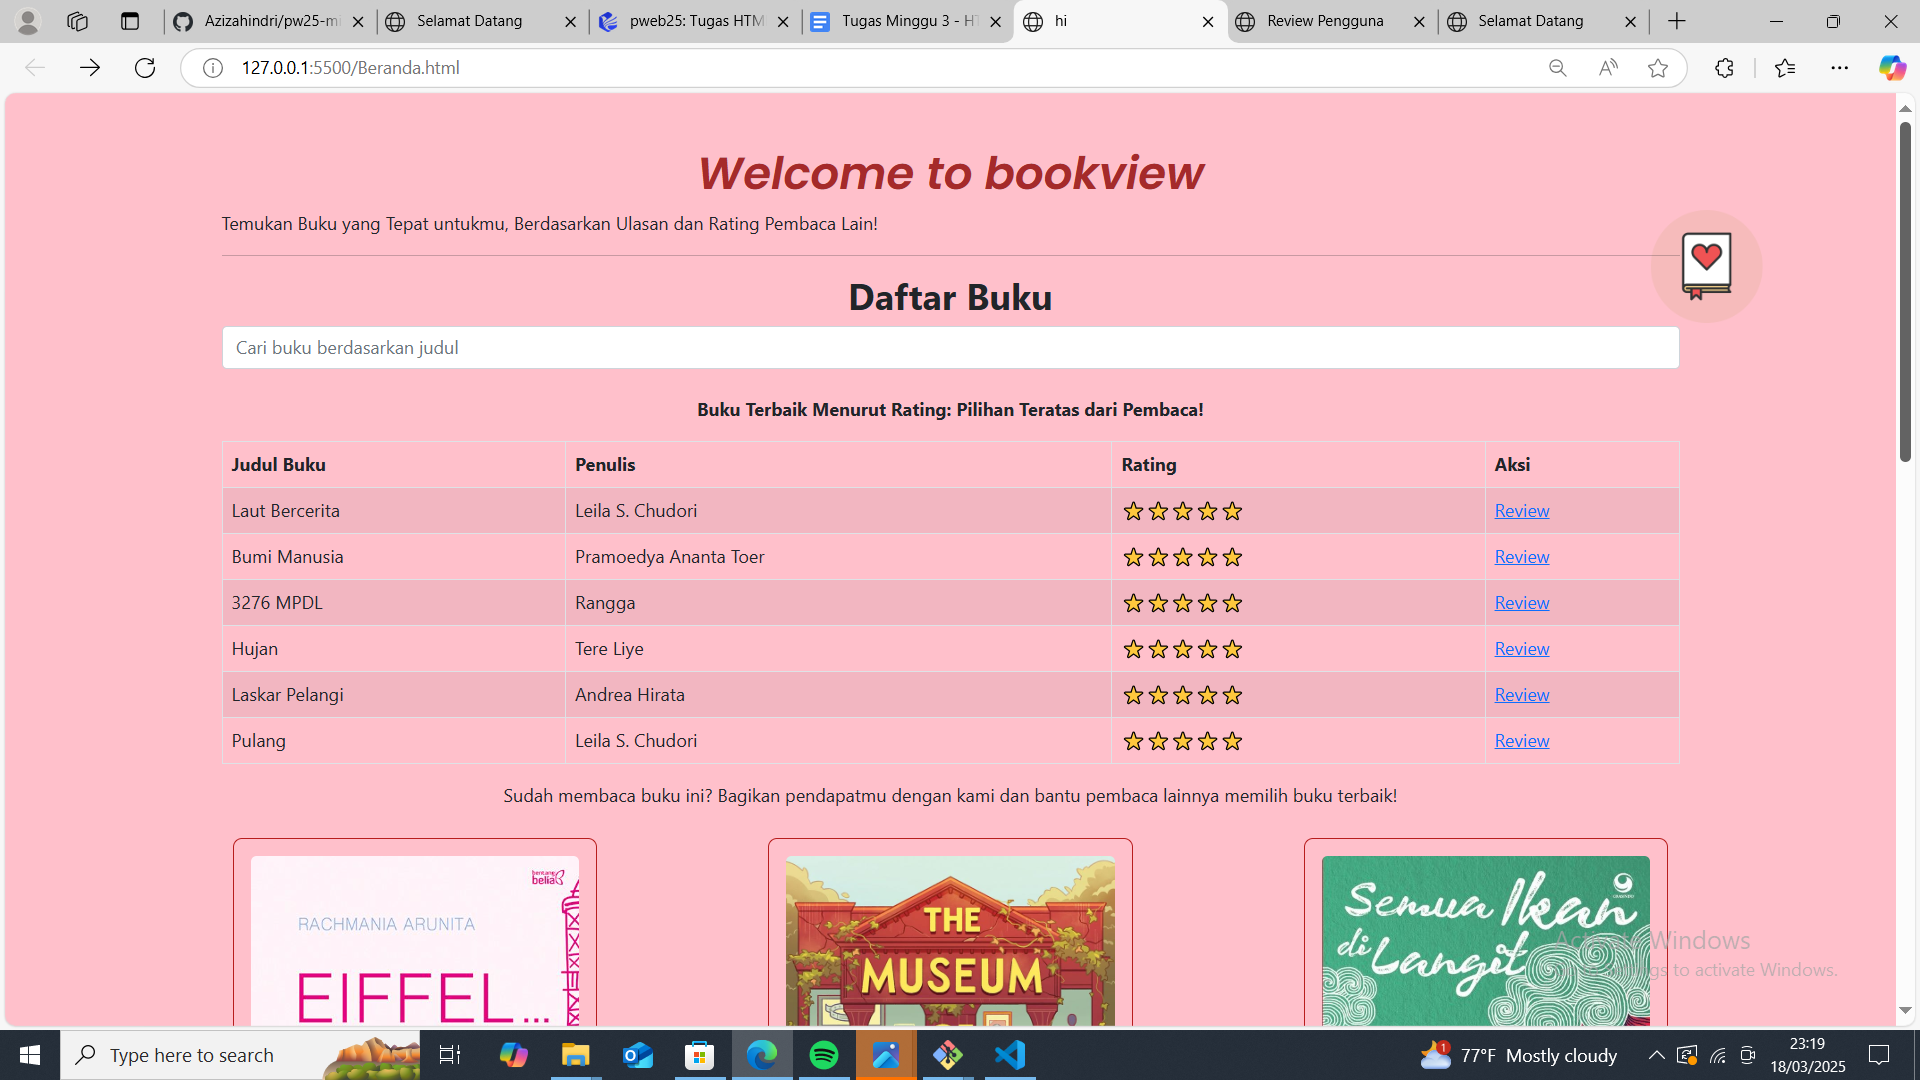 Azizahindri/pw25-mi
Selamat Datang
pweb25: Tugas HTM
Tugas Minggu 3 - HT
hi
Review Pengguna
Selamat Datang
127.0.0.1:5500/Beranda.html
Welcome to bookview
Temukan Buku yang Tepat untukmu, Berdasarkan Ulasan dan Rating Pembaca Lain!
Daftar Buku
Cari buku berdasarkan judul
Buku Terbaik Menurut Rating: Pilihan Teratas dari Pembaca!
Judul Buku Penulis Rating Aksi
Laut Bercerita Leila S. Chudori Review
Bumi Manusia Pramoedya Ananta Toer Review
3276 MPDL Rangga Review
Hujan Tere Liye Review
Laskar Pelangi Andrea Hirata Review
Pulang Leila S. Chudori Review
Sudah membaca buku ini? Bagikan pendapatmu dengan kami dan bantu pembaca lainnya memilih buku terbaik!
bentang
belia
RACHMANIA ARUNITA
EIFFEL...
THE
MUSEUM
Semua Ikan
di Langit
Activate Windows
to activate Windows.
Type here to search
1
77°F Mostly cloudy
23:19
18/03/2025